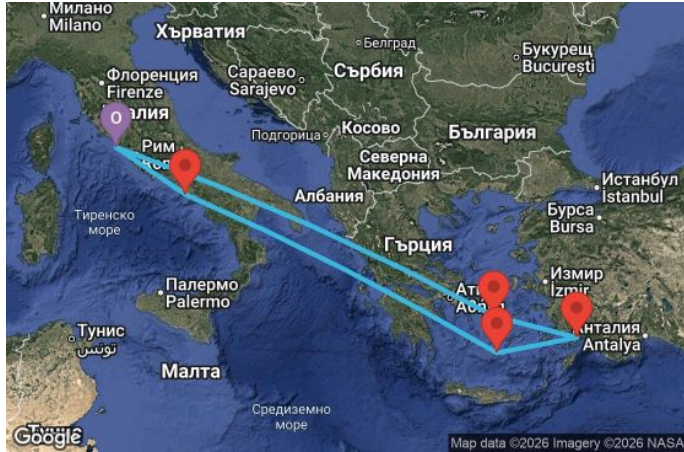 Милано
Milano
Хърватия
Белград
Букурещ
București
Флоренция
Firenze
Сараево
Sarajevo
Сърбия
Подгорица
Косово
България
Рим
Северна
Македония
Истанбул
İstanbul
Албания
Бурса
Bursa
Тиренско
море
Гърция
Измир
İzmir
Палермо
Palermo
Тунис
تونس
Antalya
Малта
Средиземно
море
Google
Map data ©2026 Imagery ©2026 NASA